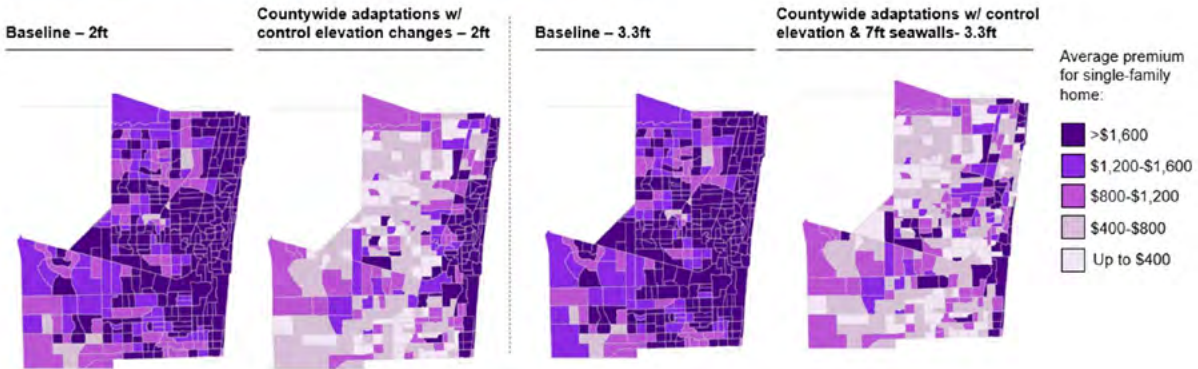 Baseline – 2ft
Countywide adaptations w/
control elevation changes – 2ft
Baseline – 3.3ft
Countywide adaptations w/ control
elevation & 7ft seawalls- 3.3ft
Average premium
for single-family
home:
>$1,600
$1,200-$1,600
$800-$1,200
$400-$800
Up to $400